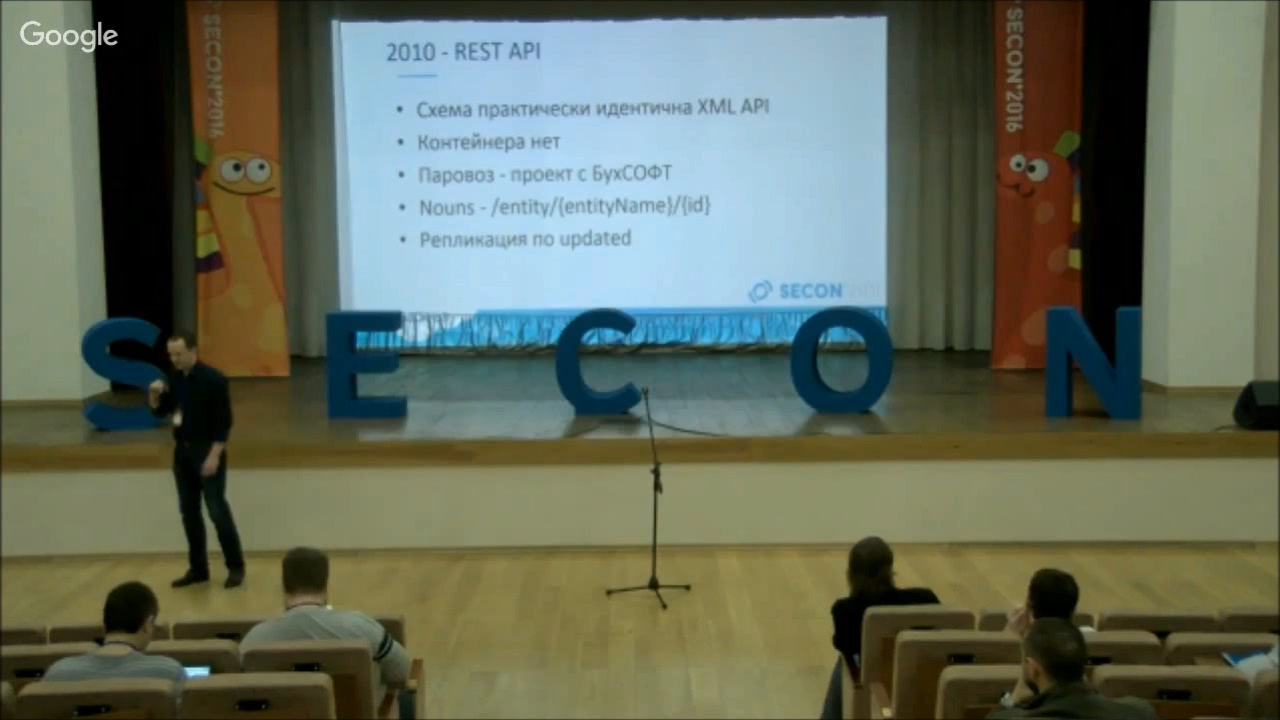 Google
SECON'2016
SECON'2016
2010 - REST API
• Схема практически идентична XML API
• Контейнера нет
• Паровоз - проект с БухСОФТ
• Nouns - /entity/{entityName}/{id}
• Репликация по updated
SECON
SECON